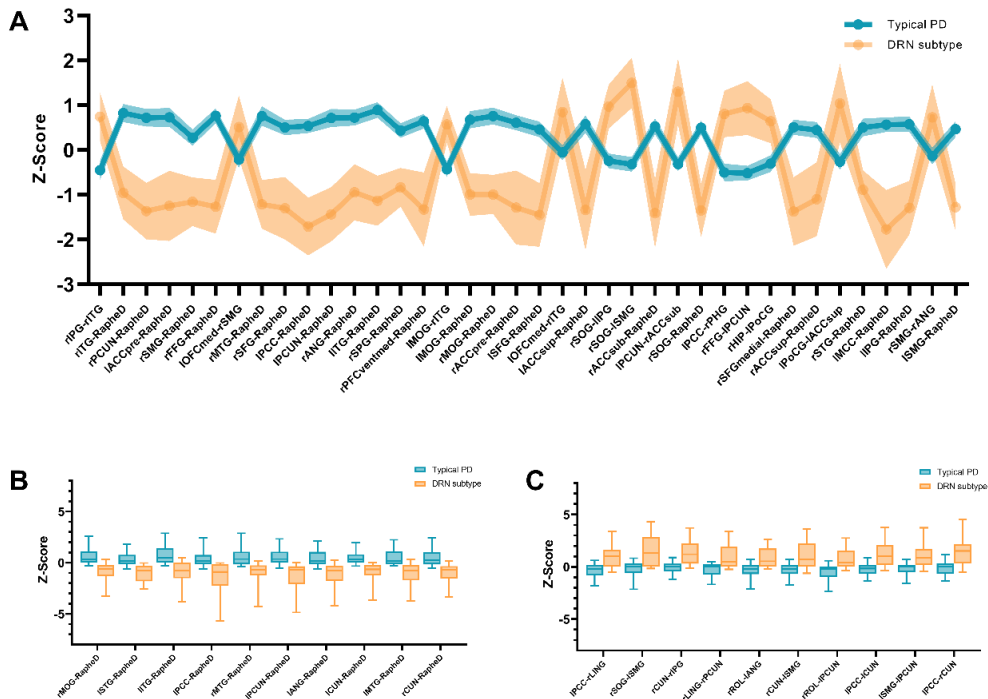 A
Typical PD
DRN subtype
Z-Score
3
2
1
0
-1
-2
-3
rIPG-rITG
rITG-RapheD
rPCUN-RapheD
lACCpre-RapheD
rSMG-RapheD
rFFG-RapheD
lOFCmed-rSMG
rMTG-RapheD
rSFG-RapheD
lPCC-RapheD
lPCUN-RapheD
rANG-RapheD
lITG-RapheD
rSPG-RapheD
rPFCventmed-RapheD
lMOG-rITG
lMOG-RapheD
rMOG-RapheD
rACCpre-RapheD
lSFG-RapheD
lOFCmed-rITG
lACCsup-RapheD
rSOG-lIPG
rSOG-lSMG
rACCsub-RapheD
lPCUN-rACCsub
rSOG-RapheD
lPCC-rPHG
rFFG-lPCUN
rHIP-lPoCG
rSFGmedial-RapheD
rACCsup-RapheD
lPoCG-lACCsup
rSTG-RapheD
lMCC-RapheD
lIPG-RapheD
rSMG-rANG
lSMG-RapheD
B
Typical PD
DRN subtype
Z-Score
5
0
-5
rMOG-RapheD
lSTG-RapheD
lITG-RapheD
lPCC-RapheD
rMTG-RapheD
lPCUN-RapheD
lANG-RapheD
lCUN-RapheD
lMTG-RapheD
rCUN-RapheD
C
Typical PD
DRN subtype
Z-Score
5
0
-5
lPCC-rLING
rSOG-lSMG
rCUN-rIPG
rLING-rPCUN
rROL-lANG
rCUN-lSMG
rROL-lPCUN
lPCC-lCUN
lSMG-lPCUN
lPCC-rCUN